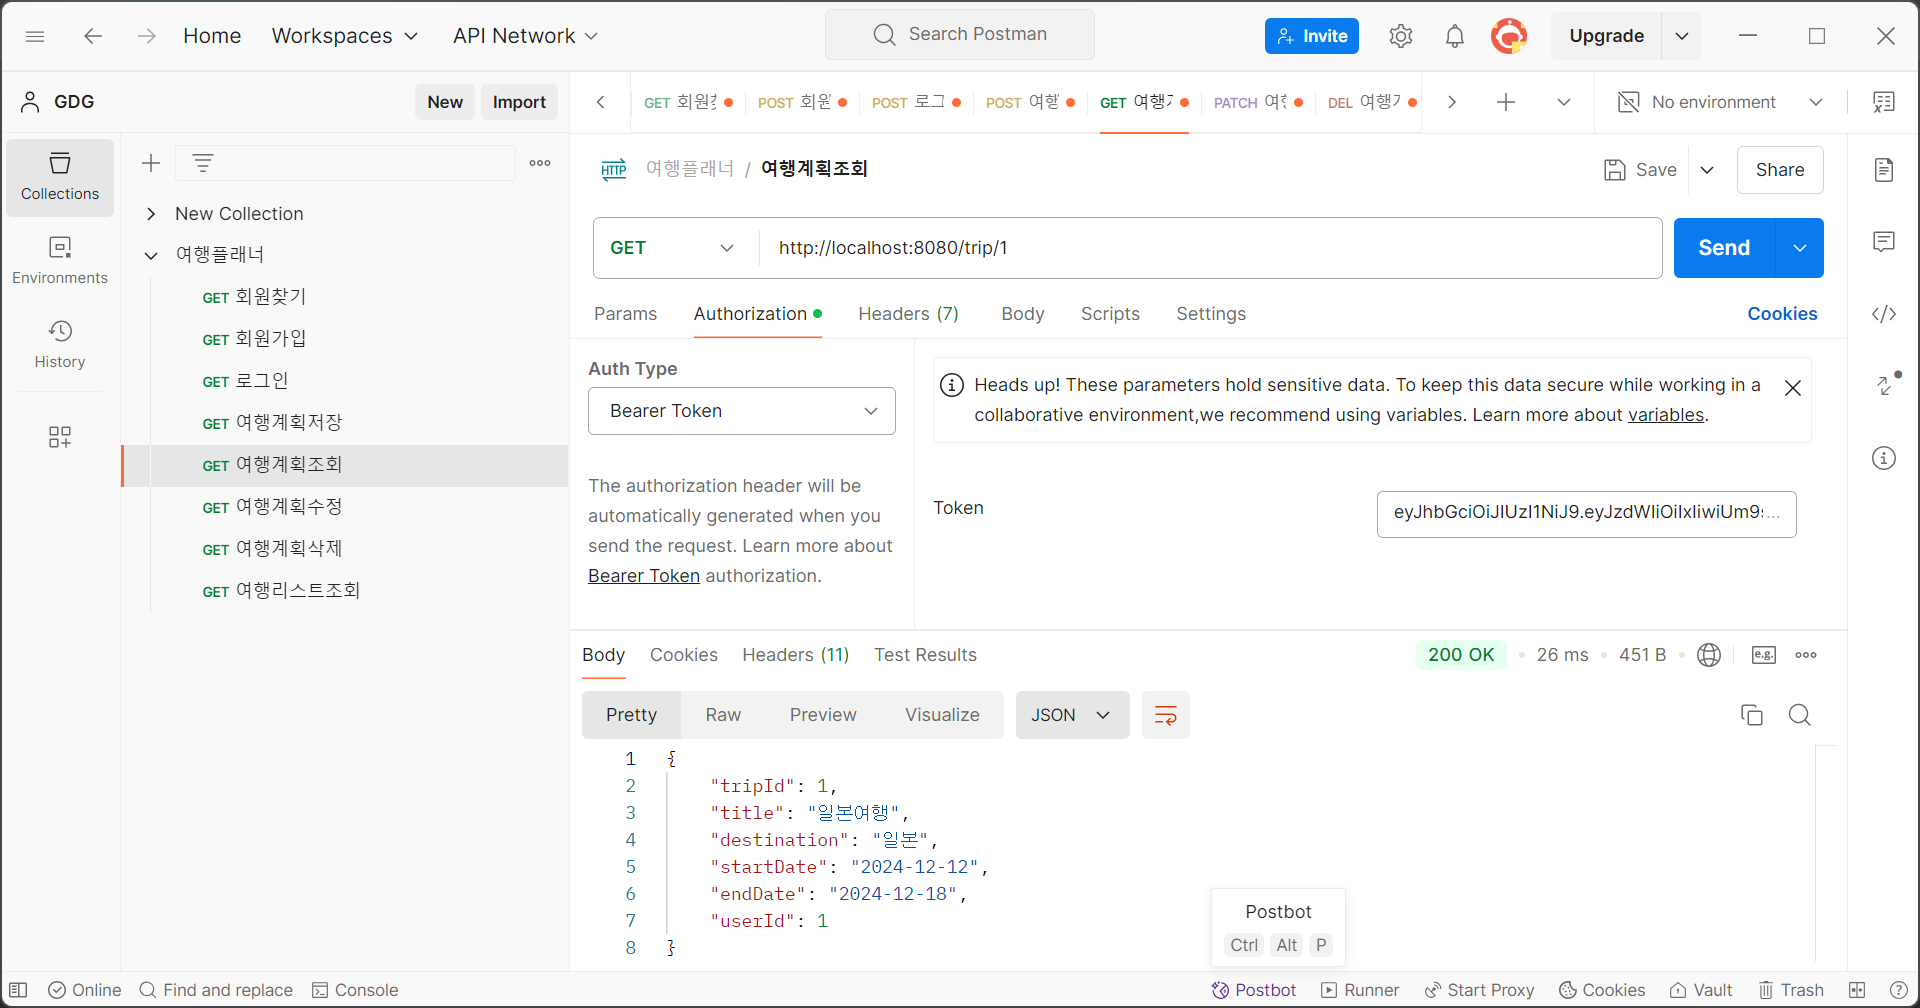 Home
Workspaces
API Network
Search Postman
Invite
Upgrade
GDG
New
Import
GET 회원
POST 회원
POST 로그
POST 여행
GET 여행
PATCH
DEL 여행
No environment
Collections
Environments
History
New Collection
여행플래너
GET 회원찾기
GET 회원가입
GET 로그인
GET 여행계획저장
GET 여행계획조회
GET 여행계획수정
GET 여행계획삭제
GET 여행리스트조회
HTTP
여행플래너 / 여행계획조회
Save
Share
GET
http://localhost:8080/trip/1
Send
Params
Authorization
Headers (7)
Body
Scripts
Settings
Cookies
Auth Type
Bearer Token
The authorization header will be
automatically generated when you
send the request. Learn more about
Bearer Token authorization.
Heads up! These parameters hold sensitive data. To keep this data secure while working in a
collaborative environment,we recommend using variables. Learn more about variables.
Token
eyJhbGciOiJIUzI1NiJ9.eyJzdWIiOiIxIiwiUm9s...
Body
Cookies
Headers (11)
Test Results
200 OK
26 ms
451 B
e.g.
Pretty
Raw
Preview
Visualize
JSON
1 {
2 "tripId": 1,
3 "title": "일본여행",
4 "destination": "일본",
5 "startDate": "2024-12-12",
6 "endDate": "2024-12-18",
7 "userId": 1
8 }
Postbot
Ctrl Alt P
Online
Find and replace
Console
Postbot
Runner
Start Proxy
Cookies
Vault
Trash